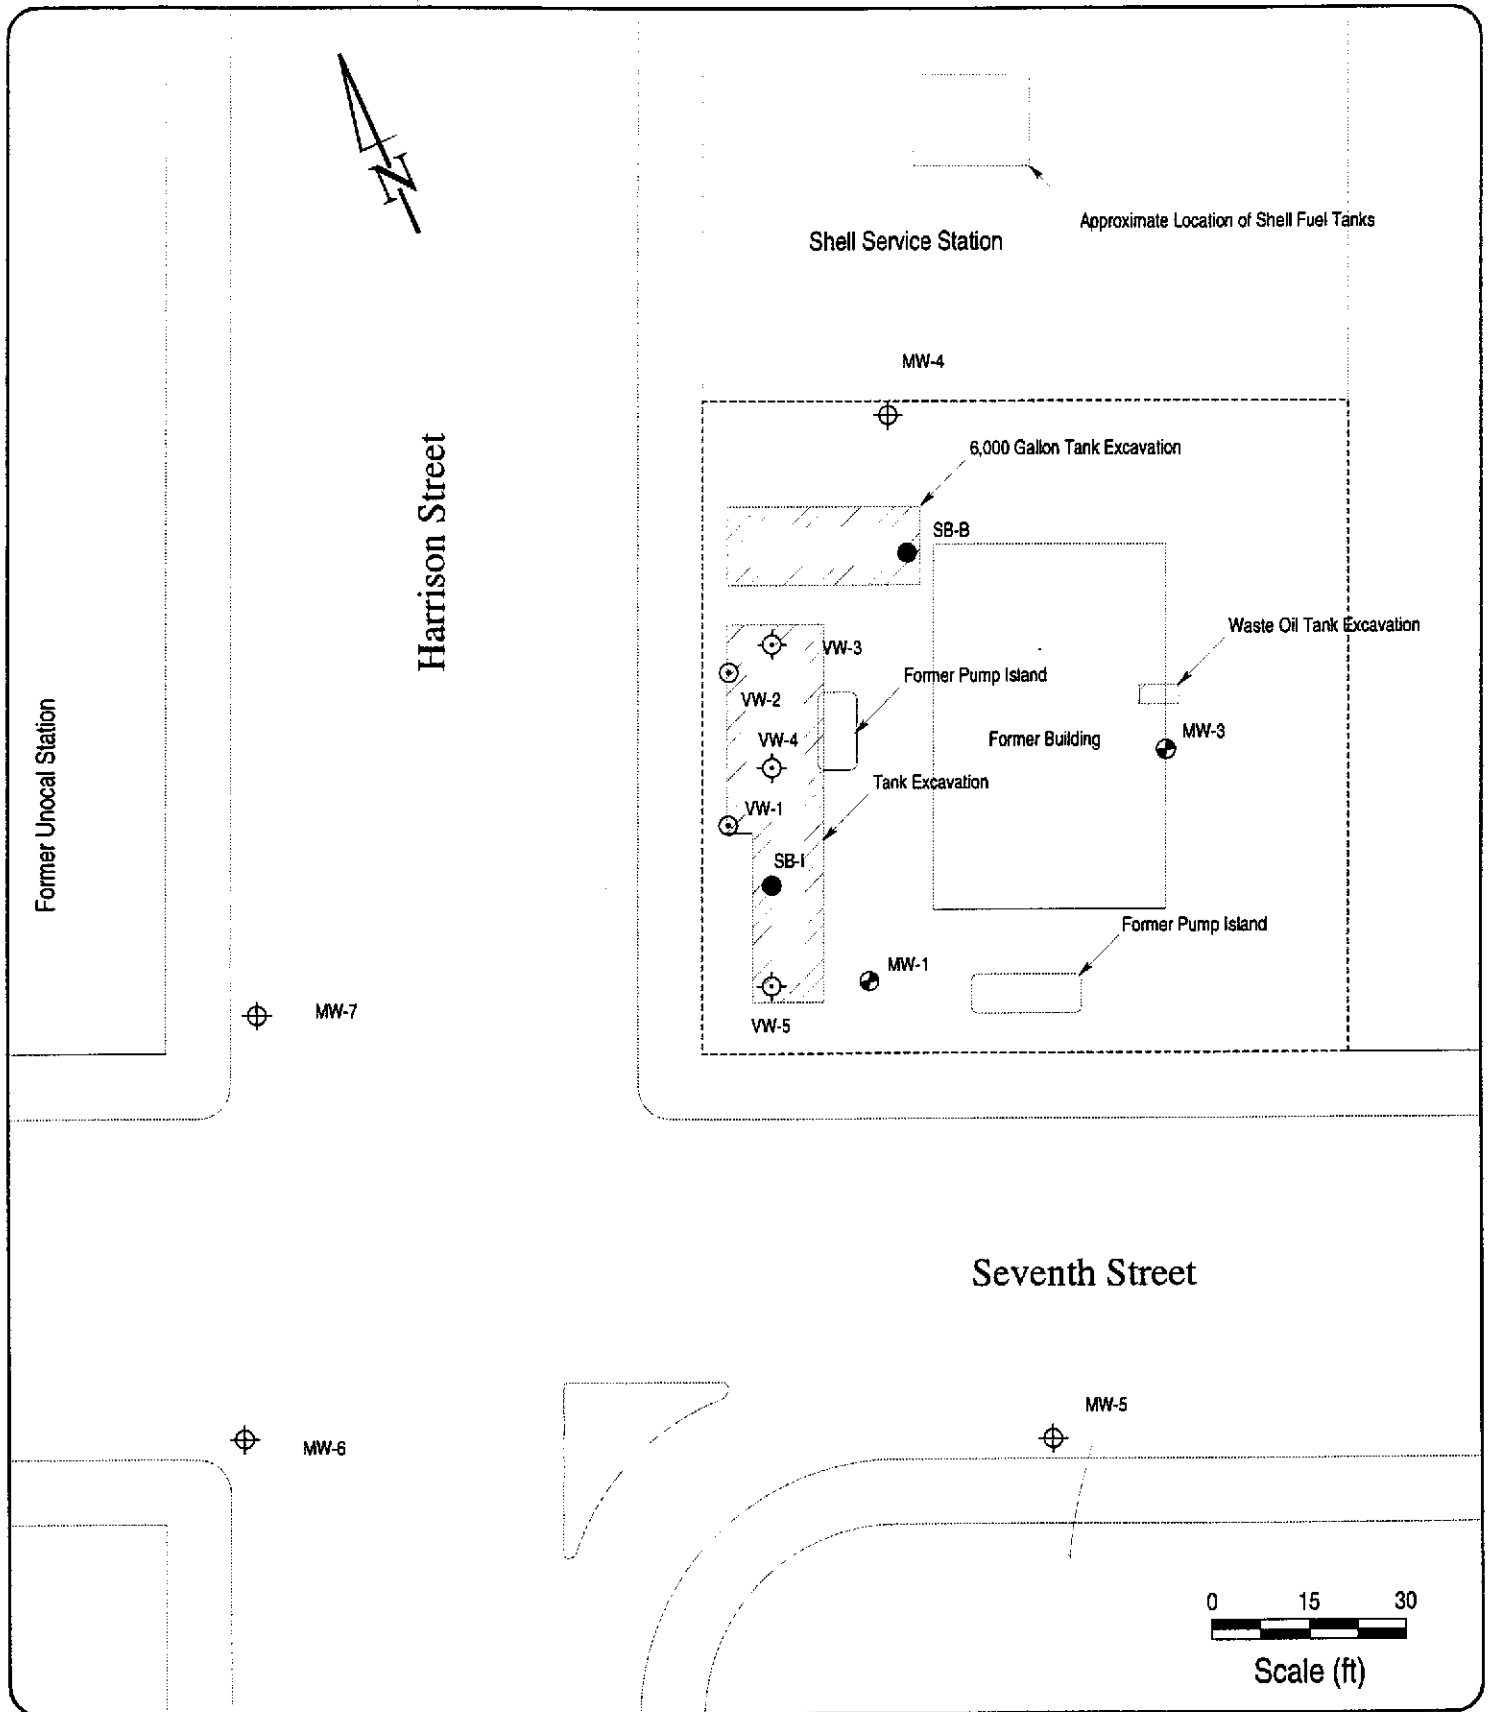 N
Approximate Location of Shell Fuel Tanks
Shell Service Station
MW-4
6,000 Gallon Tank Excavation
SB-B
Harrison Street
Waste Oil Tank Excavation
VW-3
Former Pump Island
VW-2
Former Unocal Station
MW-3
VW-4
Former Building
Tank Excavation
VW-1
SB-I
Former Pump Island
MW-1
MW-7
VW-5
Seventh Street
MW-5
MW-6
0 15 30
Scale (ft)